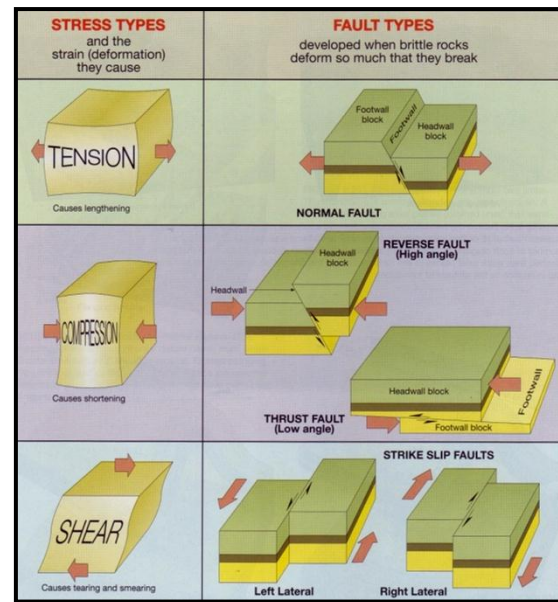 STRESS TYPES
and the
strain (deformation)
they cause
FAULT TYPES
developed when brittle rocks
deform so much that they break
TENSION
Causes lengthening
Footwall
block
Footwall
Headwall
block
NORMAL FAULT
COMPRESSION
Causes shortening
Headwall
block
REVERSE FAULT
(High angle)
Headwall
Headwall block
Footwall
THRUST FAULT
(Low angle)
Footwall block
SHEAR
Causes tearing and smearing
STRIKE SLIP FAULTS
Left Lateral
Right Lateral